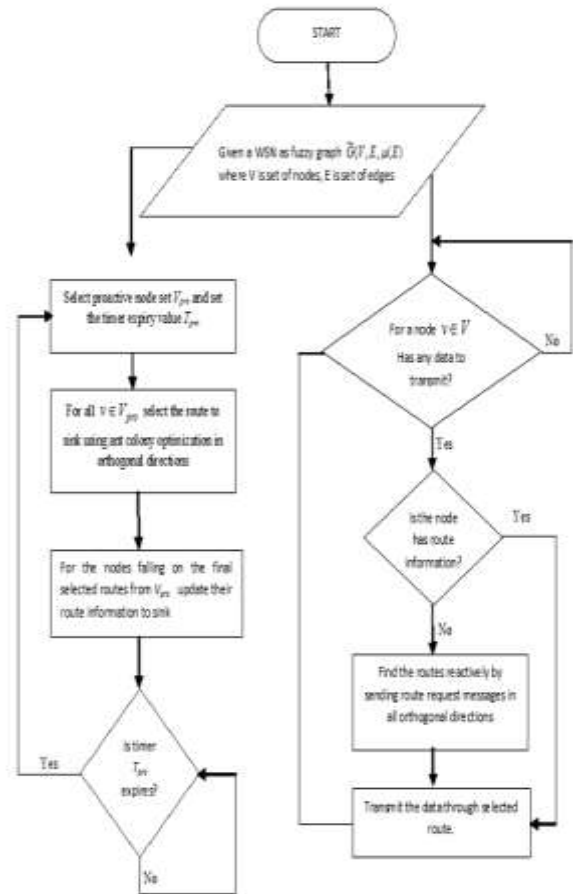 START
Given a WSN as fuzzy graph G̃(V, E, μ(E)
where V is set of nodes, E is set of edges
Select proactive node set Vpro and set
the timer expiry value Tpro
For all v ∈ Vpro select the route to
sink using ant colony optimization in
orthogonal directions
For the nodes falling on the final
selected routes from Vpro update their
route information to sink
Is timer
Tpro
expires?
Yes
No
For a node v ∈ V
Has any data to
transmit?
No
Yes
Is the node
has route
information?
Yes
No
Find the routes reactively by
sending route request messages in
all orthogonal directions
Transmit the data through selected
route.